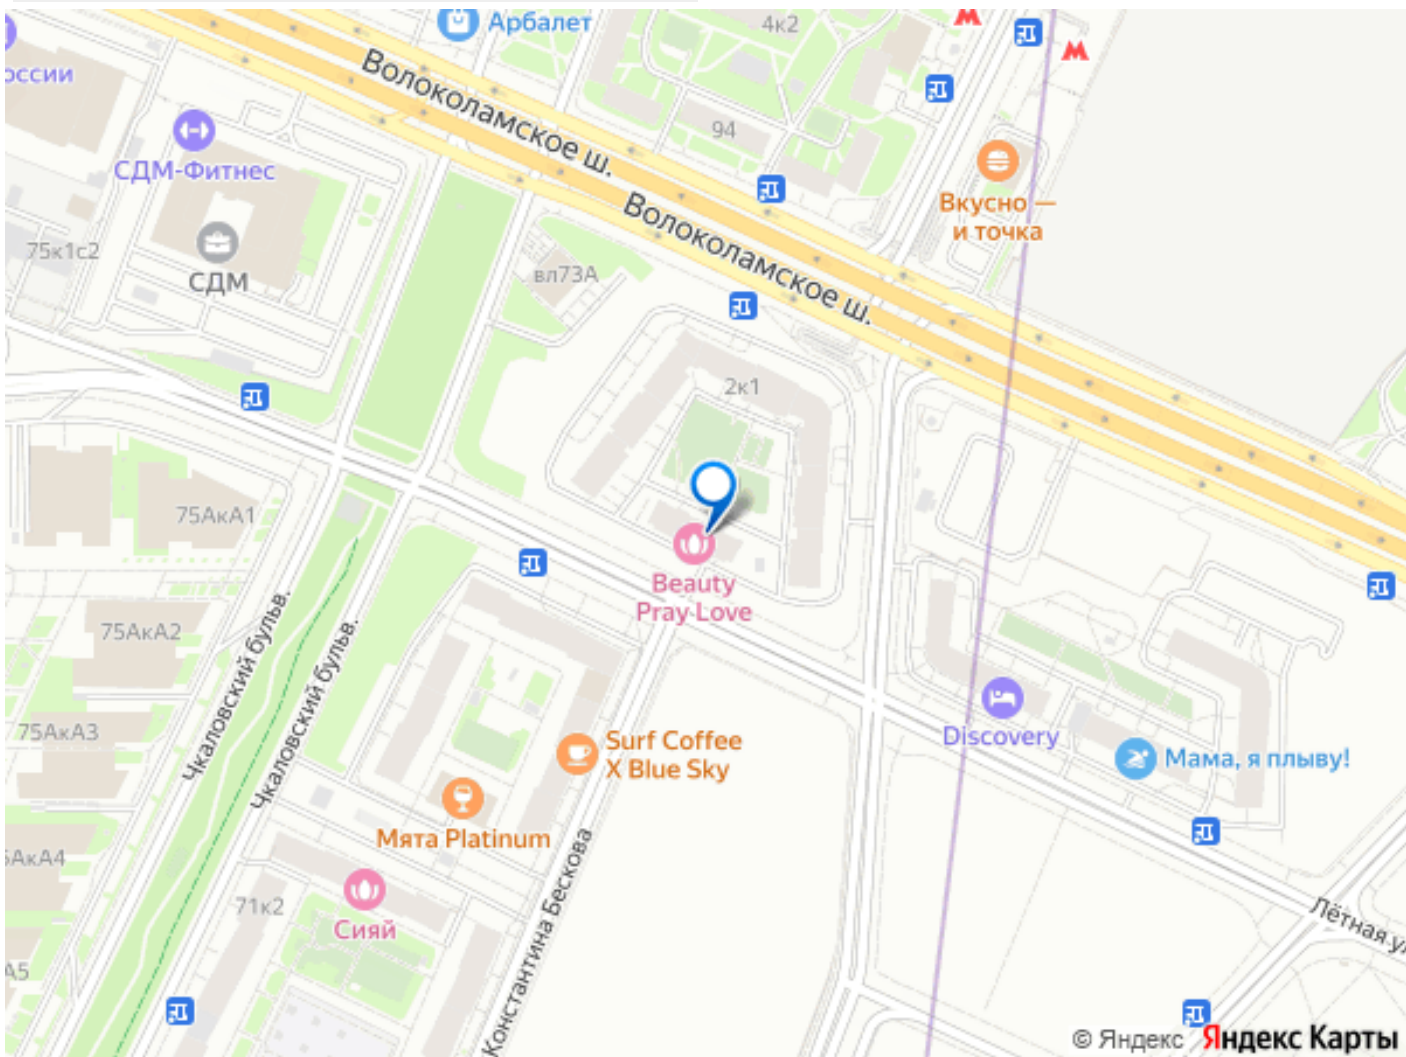 Арбалет
4к2
оссии
Волоколамское ш.
94
СДМ-Фитнес
Вкусно —
и точка
Волоколамское ш.
75к1с2
СДМ
вл73А
2к1
75АкА1
Beauty
Pray Love
75АкА2
Чкаловский бульв.
Чкаловский бульв.
75АкА3
Surf Coffee
X Blue Sky
Discovery
Мама, я плыву!
Мята Platinum
5АкА4
71к2
Сияй
Константина Бескова
Лётная ул
А5
© Яндекс Яндекс Карты